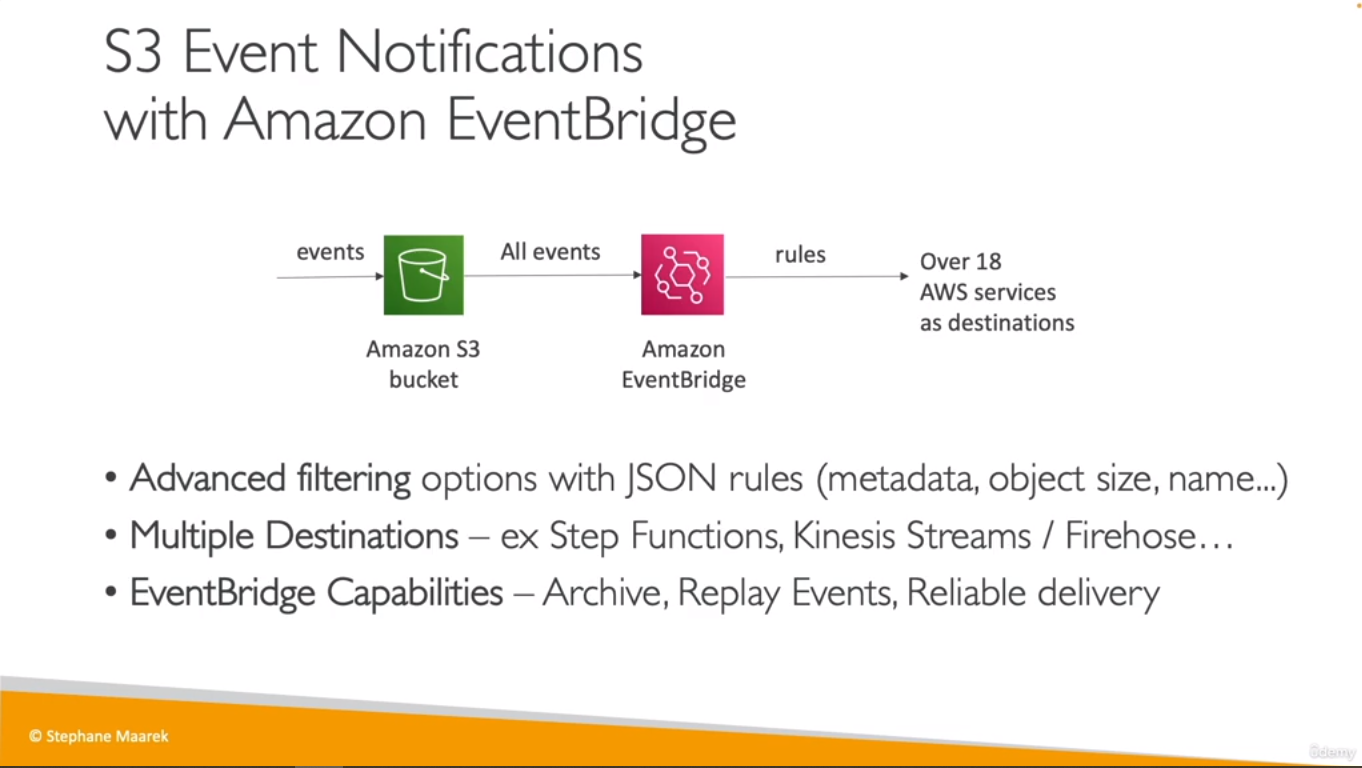 S3 Event Notifications
with Amazon EventBridge
events
All events
rules
Over 18
AWS services
as destinations
Amazon S3
bucket
Amazon
EventBridge
• Advanced filtering options with JSON rules (metadata, object size, name...)
• Multiple Destinations – ex Step Functions, Kinesis Streams / Firehose…
• EventBridge Capabilities – Archive, Replay Events, Reliable delivery
© Stephane Maarek
ûdemy